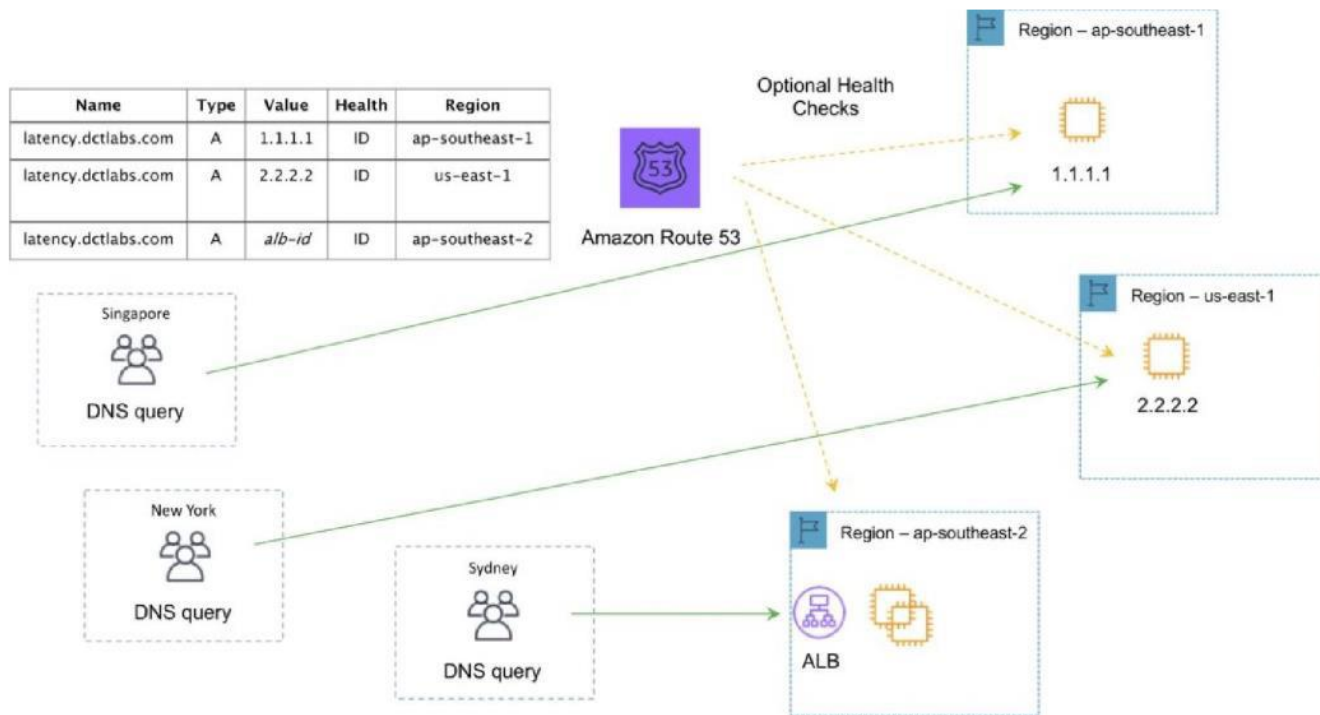 Name Type Value Health Region
latency.dctlabs.com A 1.1.1.1 ID ap-southeast-1
latency.dctlabs.com A 2.2.2.2 ID us-east-1
latency.dctlabs.com A alb-id ID ap-southeast-2
53
Amazon Route 53
Optional Health
Checks
Region – ap-southeast-1
1.1.1.1
Region – us-east-1
2.2.2.2
Singapore
DNS query
New York
DNS query
Sydney
DNS query
Region – ap-southeast-2
ALB